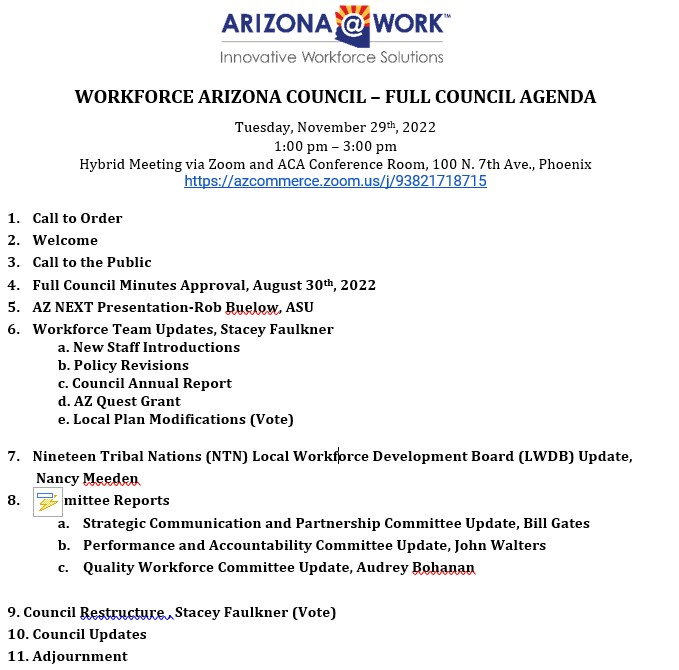 ARIZONA@WORK™
Innovative Workforce Solutions
WORKFORCE ARIZONA COUNCIL – FULL COUNCIL AGENDA
Tuesday, November 29th, 2022
1:00 pm – 3:00 pm
Hybrid Meeting via Zoom and ACA Conference Room, 100 N. 7th Ave., Phoenix
https://azcommerce.zoom.us/j/93821718715
1. Call to Order
2. Welcome
3. Call to the Public
4. Full Council Minutes Approval, August 30th, 2022
5. AZ NEXT Presentation-Rob Buelow, ASU
6. Workforce Team Updates, Stacey Faulkner
a. New Staff Introductions
b. Policy Revisions
c. Council Annual Report
d. AZ Quest Grant
e. Local Plan Modifications (Vote)
7. Nineteen Tribal Nations (NTN) Local Workforce Development Board (LWDB) Update,
Nancy Meeden
8. mittee Reports
a. Strategic Communication and Partnership Committee Update, Bill Gates
b. Performance and Accountability Committee Update, John Walters
c. Quality Workforce Committee Update, Audrey Bohanan
9. Council Restructure , Stacey Faulkner (Vote)
10. Council Updates
11. Adjournment